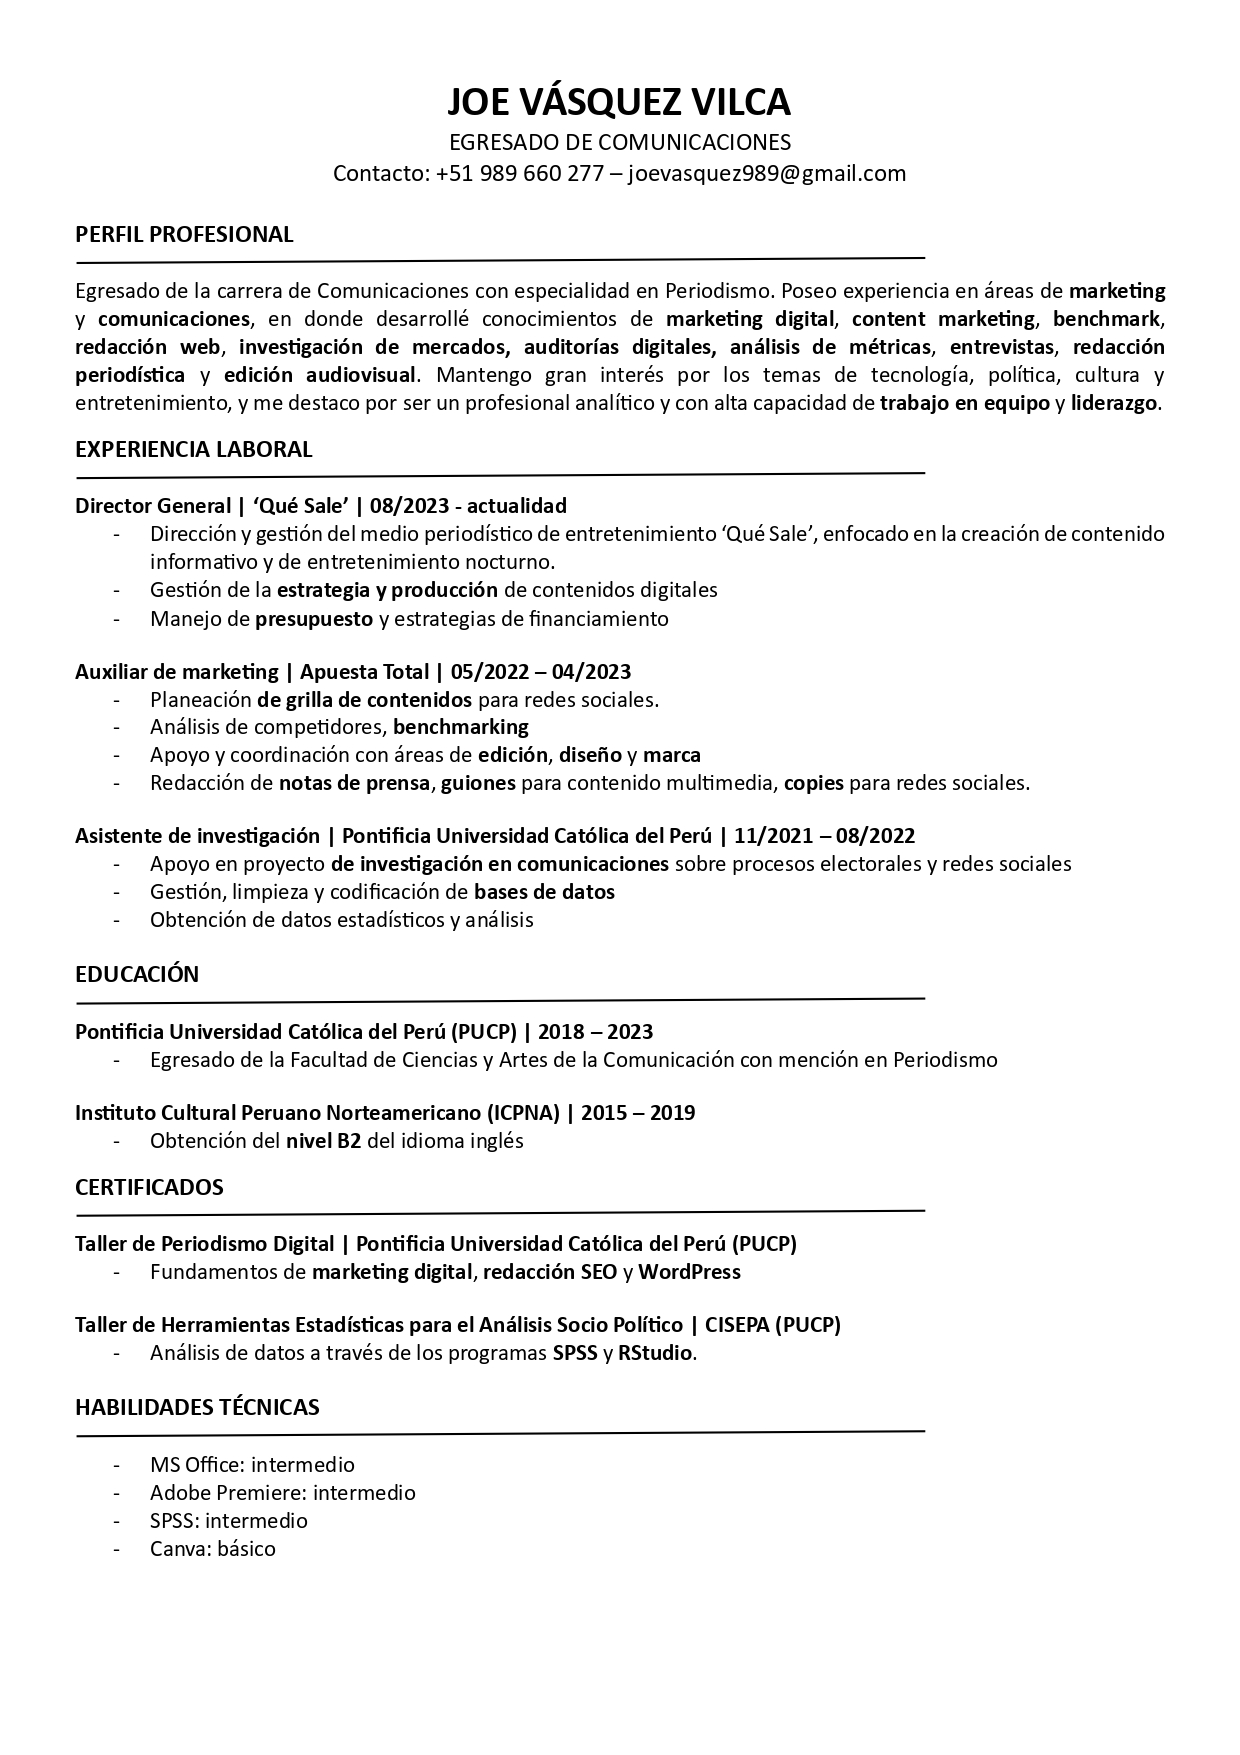 JOE VÁSQUEZ VILCA
EGRESADO DE COMUNICACIONES
Contacto: +51 989 660 277 – joevasquez989@gmail.com
PERFIL PROFESIONAL
Egresado de la carrera de Comunicaciones con especialidad en Periodismo. Poseo experiencia en áreas de marketing
y comunicaciones, en donde desarrollé conocimientos de marketing digital, content marketing, benchmark,
redacción web, investigación de mercados, auditorías digitales, análisis de métricas, entrevistas, redacción
periodística y edición audiovisual. Mantengo gran interés por los temas de tecnología, política, cultura y
entretenimiento, y me destaco por ser un profesional analítico y con alta capacidad de trabajo en equipo y liderazgo.
EXPERIENCIA LABORAL
Director General | ‘Qué Sale’ | 08/2023 - actualidad
- Dirección y gestión del medio periodístico de entretenimiento ‘Qué Sale’, enfocado en la creación de contenido
informativo y de entretenimiento nocturno.
- Gestión de la estrategia y producción de contenidos digitales
- Manejo de presupuesto y estrategias de financiamiento
Auxiliar de marketing | Apuesta Total | 05/2022 – 04/2023
- Planeación de grilla de contenidos para redes sociales.
- Análisis de competidores, benchmarking
- Apoyo y coordinación con áreas de edición, diseño y marca
- Redacción de notas de prensa, guiones para contenido multimedia, copies para redes sociales.
Asistente de investigación | Pontificia Universidad Católica del Perú | 11/2021 – 08/2022
- Apoyo en proyecto de investigación en comunicaciones sobre procesos electorales y redes sociales
- Gestión, limpieza y codificación de bases de datos
- Obtención de datos estadísticos y análisis
EDUCACIÓN
Pontificia Universidad Católica del Perú (PUCP) | 2018 – 2023
- Egresado de la Facultad de Ciencias y Artes de la Comunicación con mención en Periodismo
Instituto Cultural Peruano Norteamericano (ICPNA) | 2015 – 2019
- Obtención del nivel B2 del idioma inglés
CERTIFICADOS
Taller de Periodismo Digital | Pontificia Universidad Católica del Perú (PUCP)
- Fundamentos de marketing digital, redacción SEO y WordPress
Taller de Herramientas Estadísticas para el Análisis Socio Político | CISEPA (PUCP)
- Análisis de datos a través de los programas SPSS y RStudio.
HABILIDADES TÉCNICAS
- MS Office: intermedio
- Adobe Premiere: intermedio
- SPSS: intermedio
- Canva: básico